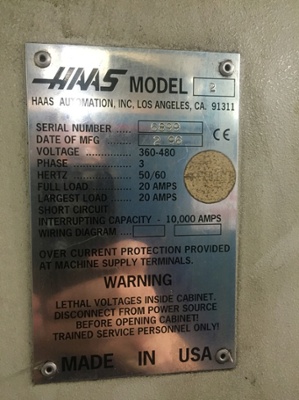 HAAS MODEL 2
HAAS AUTOMATION, INC, LOS ANGELES, CA. 91311
SERIAL NUMBER
DATE OF MFG
VOLTAGE 360-480
PHASE 3
HERTZ 50/60
FULL LOAD 20 AMPS
LARGEST LOAD 20 AMPS
SHORT CIRCUIT
INTERRUPTING CAPACITY - 10,000 AMPS
WIRING DIAGRAM
CE
OVER CURRENT PROTECTION PROVIDED
AT MACHINE SUPPLY TERMINALS.
WARNING
LETHAL VOLTAGES INSIDE CABINET.
DISCONNECT FROM POWER SOURCE
BEFORE OPENING CABINET!
TRAINED SERVICE PERSONNEL ONLY!
MADE IN USA